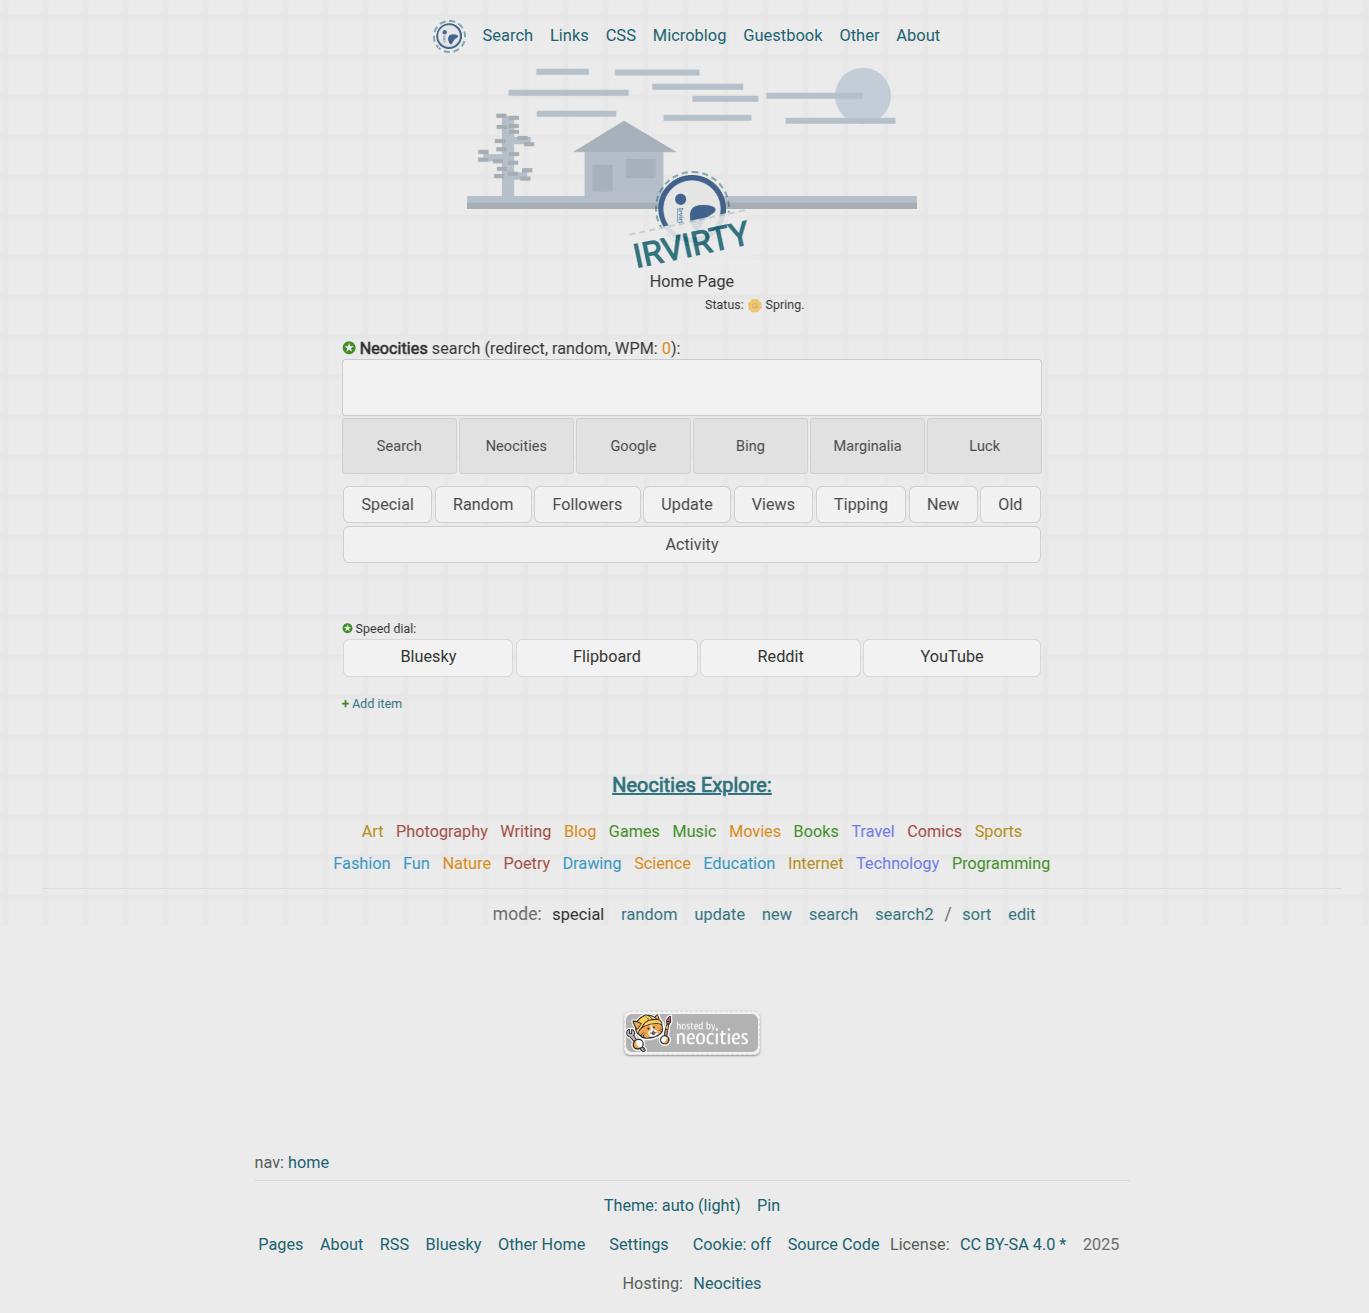 Search Links CSS Microblog Guestbook Other About
IRVIRTY
Home Page
Status: 🌼 Spring.
Neocities search (redirect, random, WPM: 0):
Search Neocities Google Bing Marginalia Luck
Special Random Followers Update Views Tipping New Old
Activity
Speed dial:
Bluesky Flipboard Reddit YouTube
+ Add item
Neocities Explore:
Art Photography Writing Blog Games Music Movies Books Travel Comics Sports
Fashion Fun Nature Poetry Drawing Science Education Internet Technology Programming
mode: special random update new search search2 / sort edit
hosted by
neocities
nav: home
Theme: auto (light) Pin
Pages About RSS Bluesky Other Home Settings Cookie: off Source Code License: CC BY-SA 4.0 * 2025
Hosting: Neocities